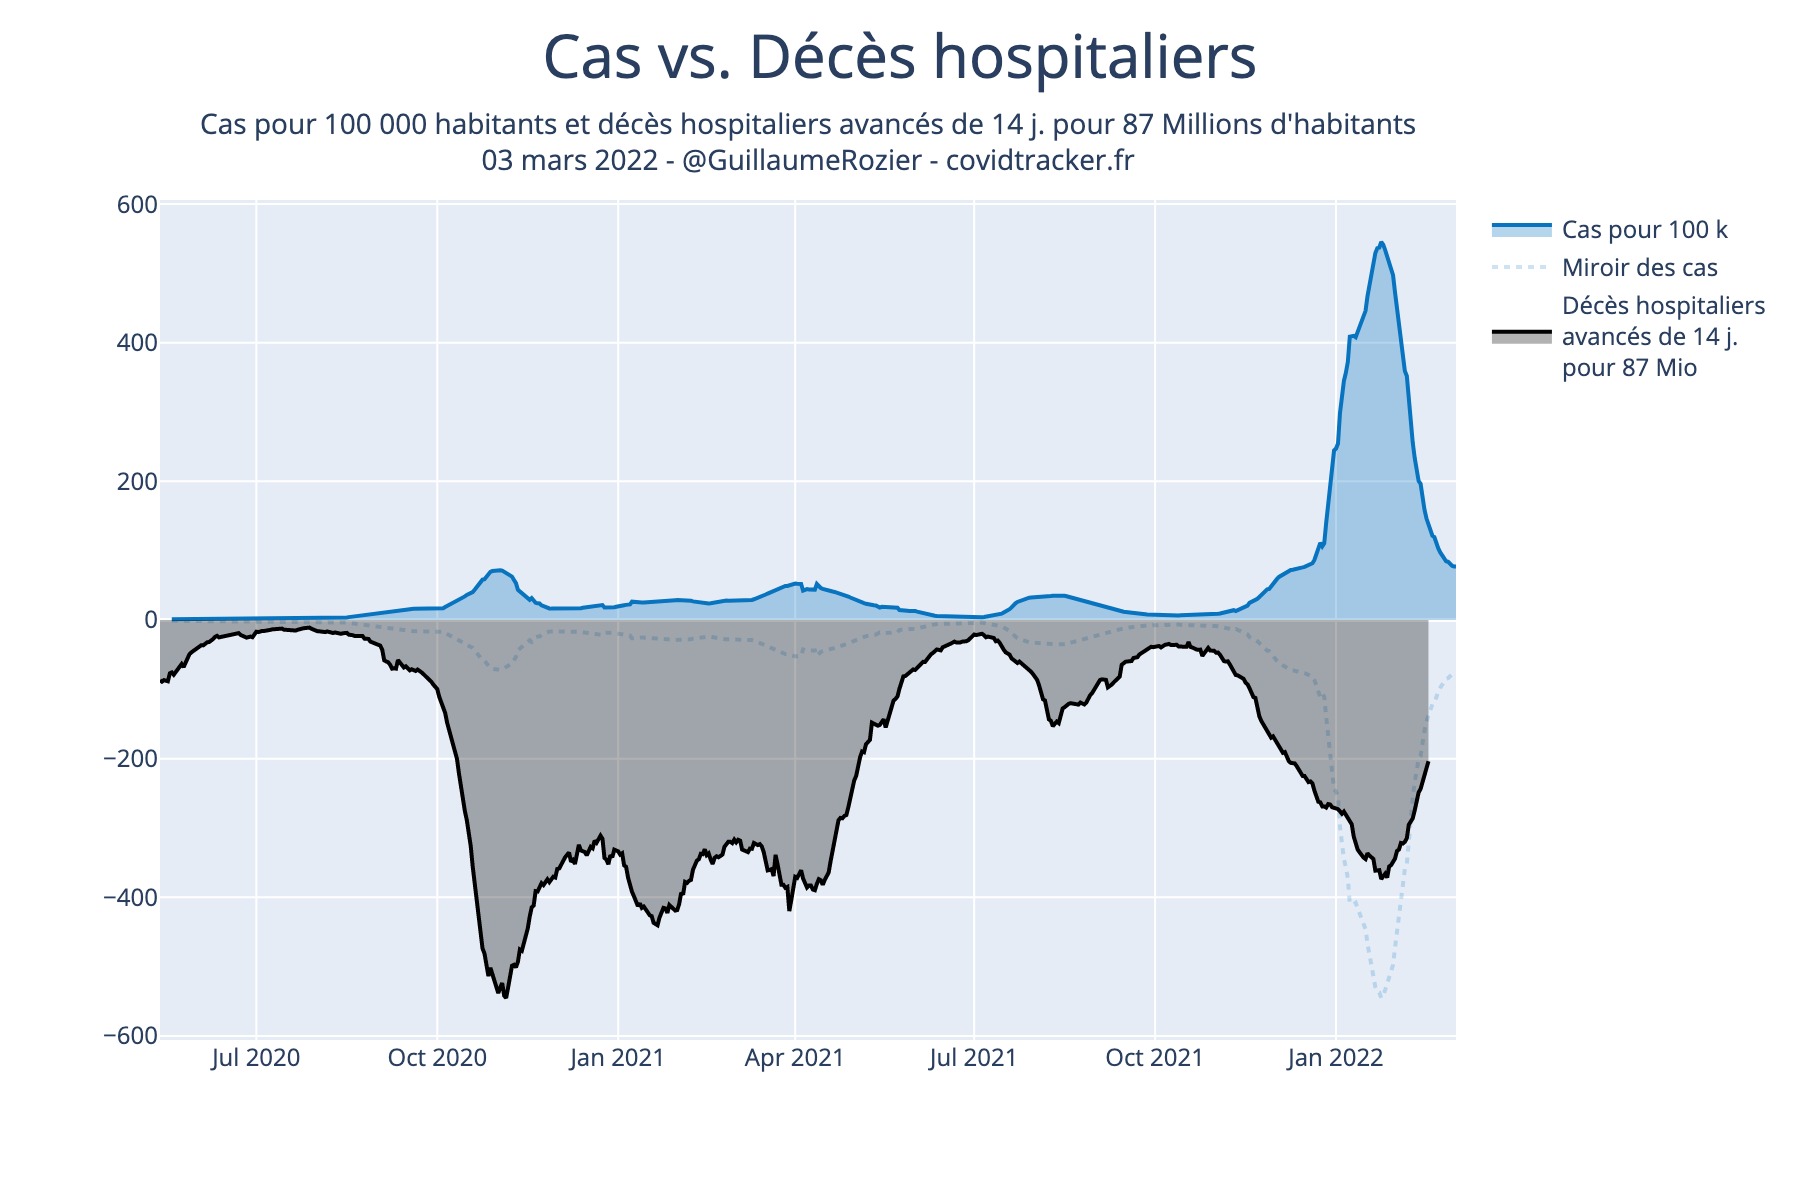 Cas vs. Décès hospitaliers
Cas pour 100 000 habitants et décès hospitaliers avancés de 14 j. pour 87 Millions d'habitants
03 mars 2022 - @GuillaumeRozier - covidtracker.fr
600
400
200
0
−200
−400
−600
Jul 2020
Oct 2020
Jan 2021
Apr 2021
Jul 2021
Oct 2021
Jan 2022
Cas pour 100 k
Miroir des cas
Décès hospitaliers
avancés de 14 j.
pour 87 Mio